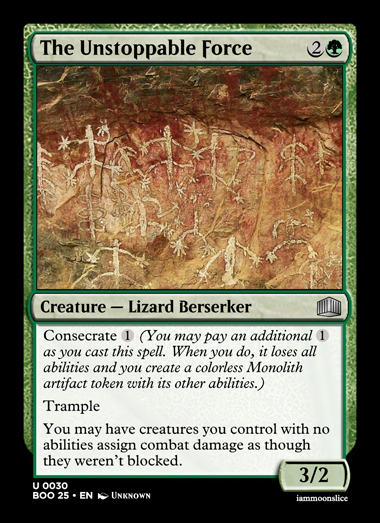 The Unstoppable Force 2
Creature — Lizard Berserker
Consecrate 1 (You may pay an additional 1
as you cast this spell. When you do, it loses all
abilities and you create a colorless Monolith
artifact token with its other abilities.)
Trample
You may have creatures you control with no
abilities assign combat damage as though
they weren't blocked.
3/2
U 0030
BOO 25 • EN Unknown
iammoonslice